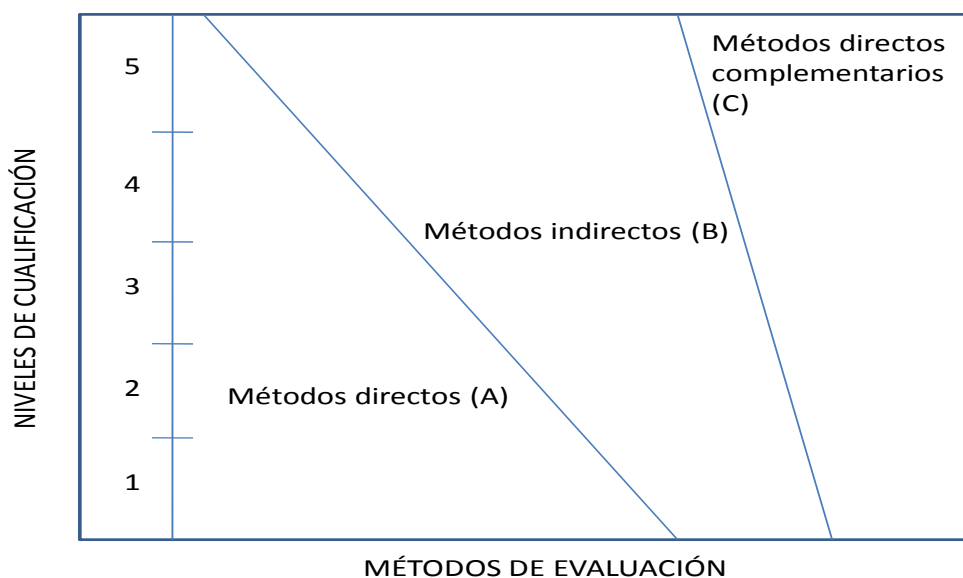 NIVELES DE CUALIFICACIÓN
5
4
3
2
1
Métodos directos
complementarios
(C)
Métodos indirectos (B)
Métodos directos (A)
MÉTODOS DE EVALUACIÓN